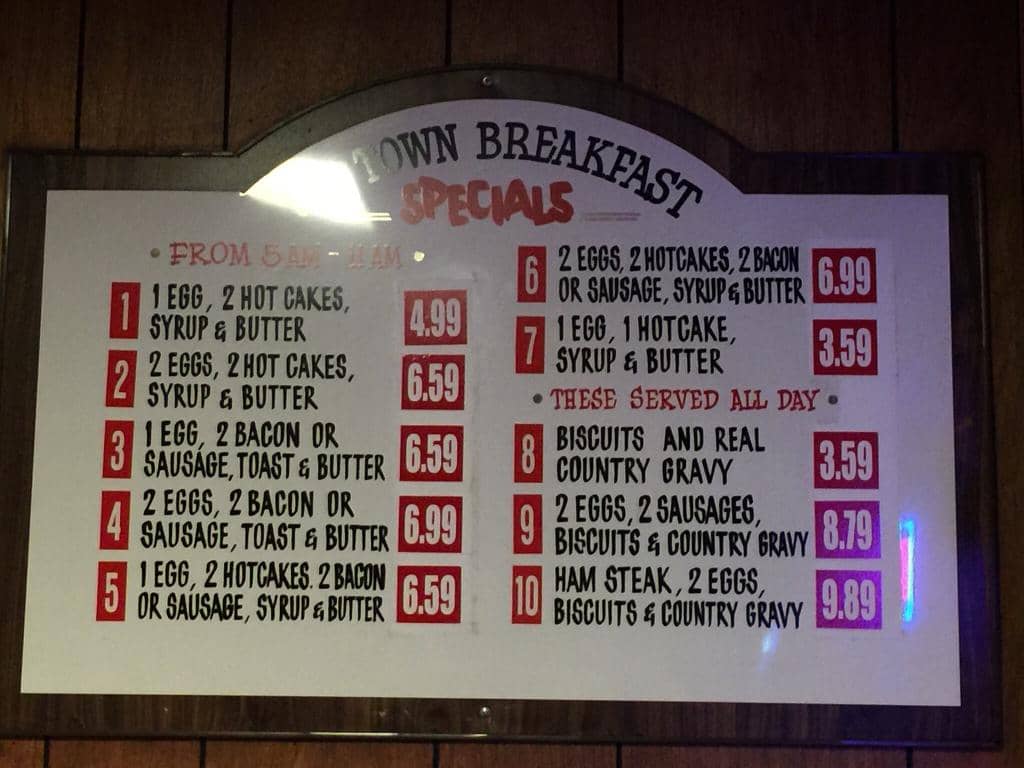 TOWN BREAKFAST
SPECIALS
• FROM 5 AM - 11 AM •
1 1 EGG, 2 HOT CAKES,
SYRUP & BUTTER 4.99
2 2 EGGS, 2 HOT CAKES,
SYRUP & BUTTER 6.59
3 1 EGG, 2 BACON OR
SAUSAGE, TOAST & BUTTER 6.59
4 2 EGGS, 2 BACON OR
SAUSAGE, TOAST & BUTTER 6.99
5 1 EGG, 2 HOTCAKES. 2 BACON
OR SAUSAGE, SYRUP & BUTTER 6.59
6 2 EGGS, 2 HOTCAKES, 2 BACON
OR SAUSAGE, SYRUP & BUTTER 6.99
7 1 EGG, 1 HOTCAKE,
SYRUP & BUTTER 3.59
• THESE SERVED ALL DAY •
8 BISCUITS AND REAL
COUNTRY GRAVY 3.59
9 2 EGGS, 2 SAUSAGES,
BISCUITS & COUNTRY GRAVY 8.79
10 HAM STEAK, 2 EGGS,
BISCUITS & COUNTRY GRAVY 9.89